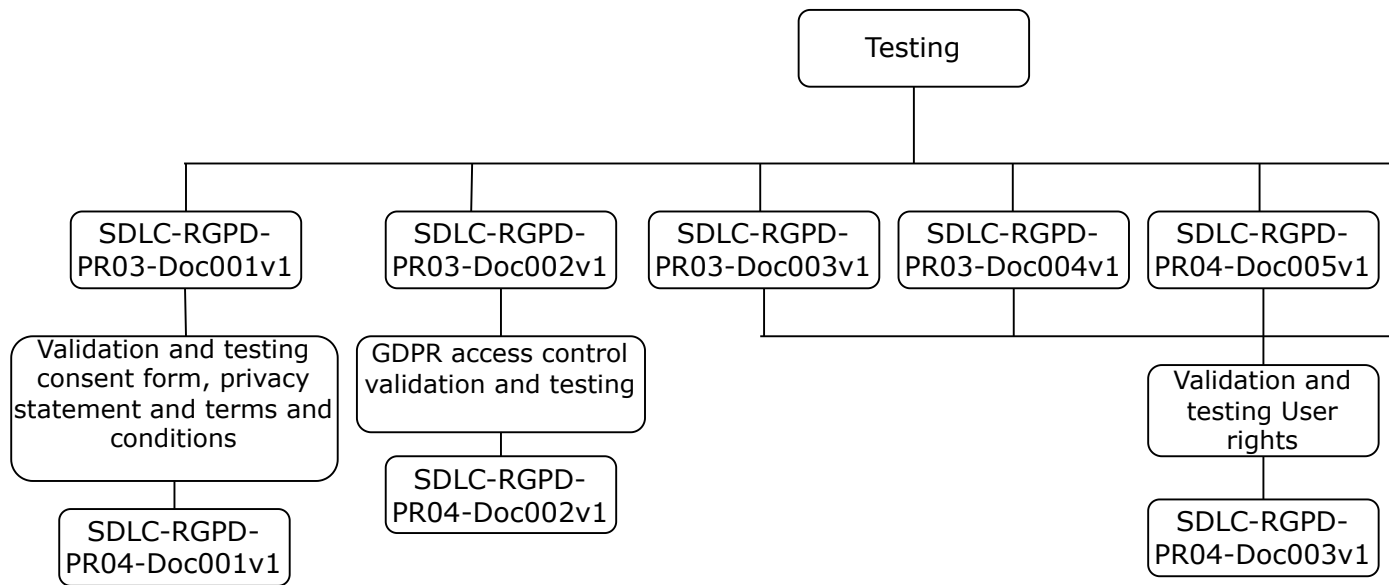 Testing
SDLC-RGPD-
PR03-Doc001v1
SDLC-RGPD-
PR03-Doc002v1
SDLC-RGPD-
PR03-Doc003v1
SDLC-RGPD-
PR03-Doc004v1
SDLC-RGPD-
PR04-Doc005v1
Validation and testing
consent form, privacy
statement and terms and
conditions
GDPR access control
validation and testing
Validation and
testing User
rights
SDLC-RGPD-
PR04-Doc001v1
SDLC-RGPD-
PR04-Doc002v1
SDLC-RGPD-
PR04-Doc003v1